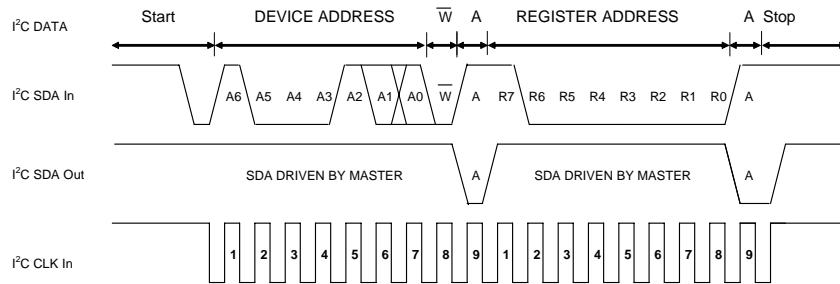 Start DEVICE ADDRESS W̅ A REGISTER ADDRESS A Stop
I²C DATA
I²C SDA In
A6 A5 A4 A3 A2 A1 A0 W̅ A R7 R6 R5 R4 R3 R2 R1 R0 A
I²C SDA Out
SDA DRIVEN BY MASTER A SDA DRIVEN BY MASTER A
1 2 3 4 5 6 7 8 9 1 2 3 4 5 6 7 8 9
I²C CLK In